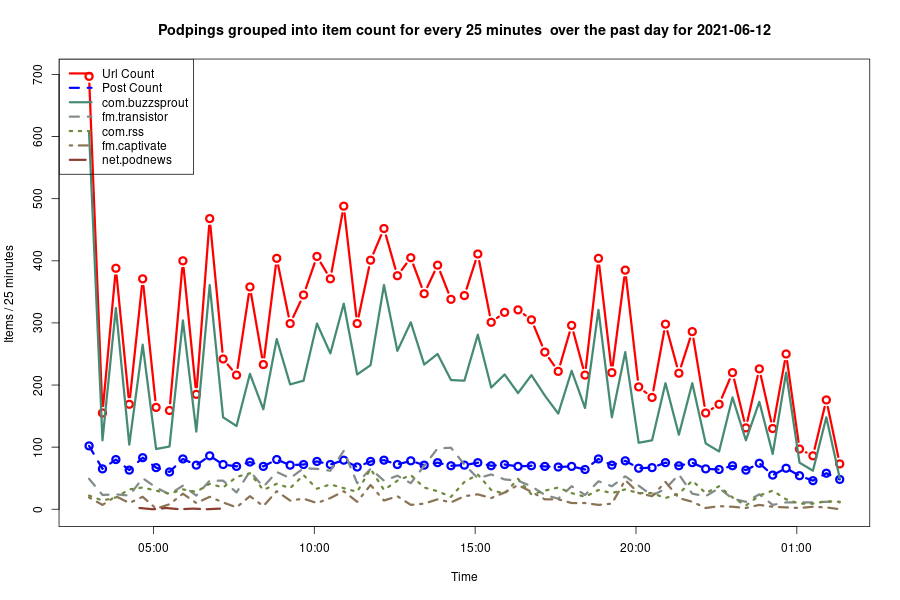 Podpings grouped into item count for every 25 minutes  over the past day for 2021-06-12
Url Count
Post Count
com.buzzsprout
fm.transistor
com.rss
fm.captivate
net.podnews
Items / 25 minutes
700
600
500
400
300
200
100
0
05:00 10:00 15:00 20:00 01:00
Time